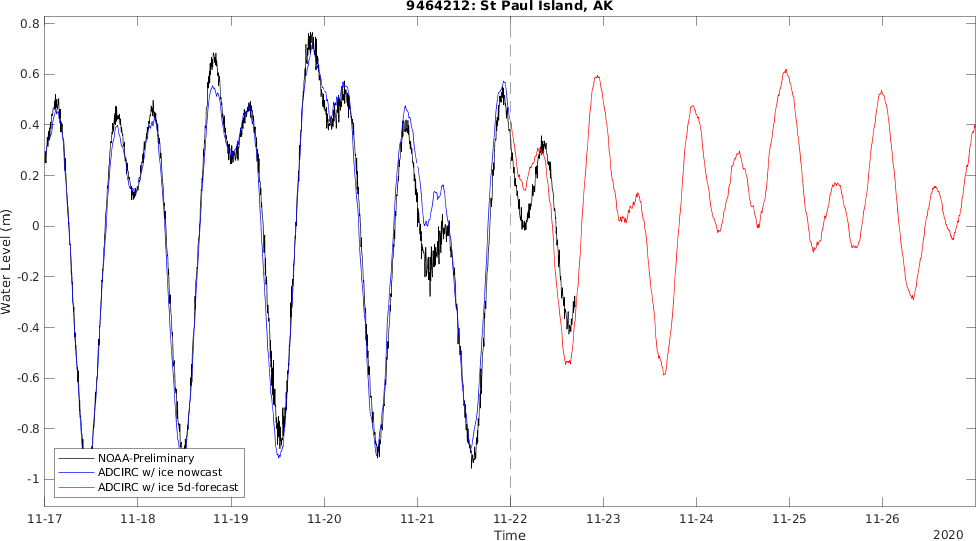 9464212: St Paul Island, AK
0.8
0.6
0.4
0.2
0
-0.2
-0.4
-0.6
-0.8
-1
Water Level (m)
NOAA-Preliminary
ADCIRC w/ ice nowcast
ADCIRC w/ ice 5d-forecast
11-17 11-18 11-19 11-20 11-21 11-22 11-23 11-24 11-25 11-26
Time
2020